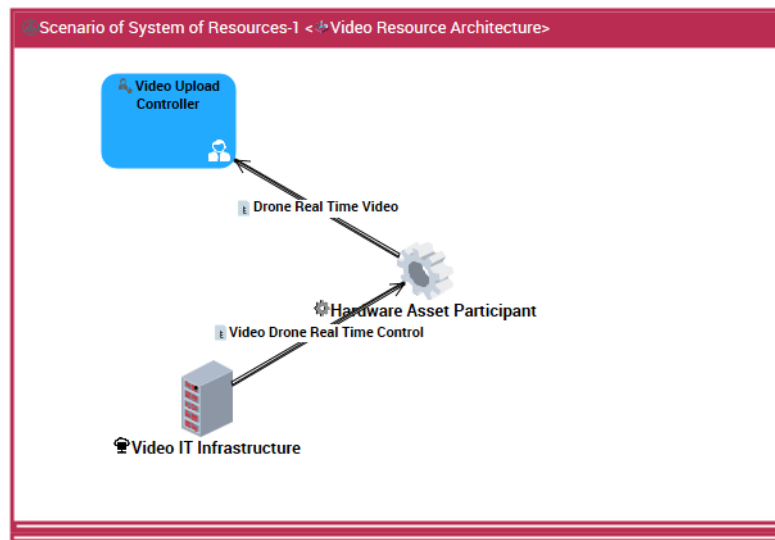 Scenario of System of Resources-1 <Video Resource Architecture>
Video Upload
Controller
Drone Real Time Video
Hardware Asset Participant
Video Drone Real Time Control
Video IT Infrastructure